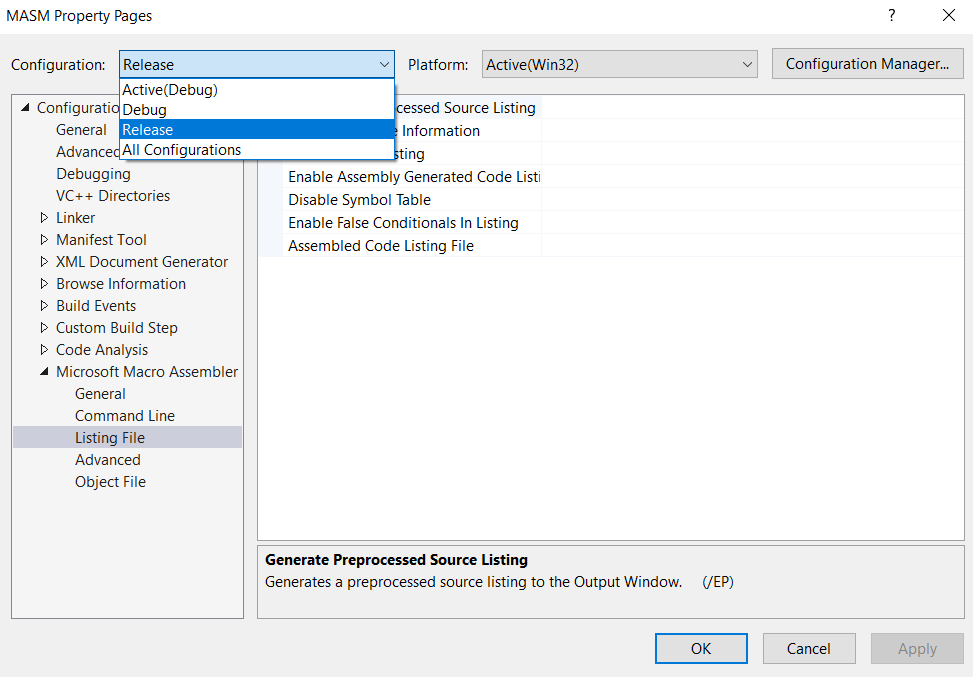 MASM Property Pages
?
Configuration: Release Platform: Active(Win32) Configuration Manager...
Active(Debug)
Debug
Release
All Configurations
Configuratio
General
Advanced
Debugging
VC++ Directories
Linker
Manifest Tool
XML Document Generator
Browse Information
Build Events
Custom Build Step
Code Analysis
Microsoft Macro Assembler
General
Command Line
Listing File
Advanced
Object File
cessed Source Listing
e Information
sting
Enable Assembly Generated Code Listi
Disable Symbol Table
Enable False Conditionals In Listing
Assembled Code Listing File
Generate Preprocessed Source Listing
Generates a preprocessed source listing to the Output Window. (/EP)
OK Cancel Apply